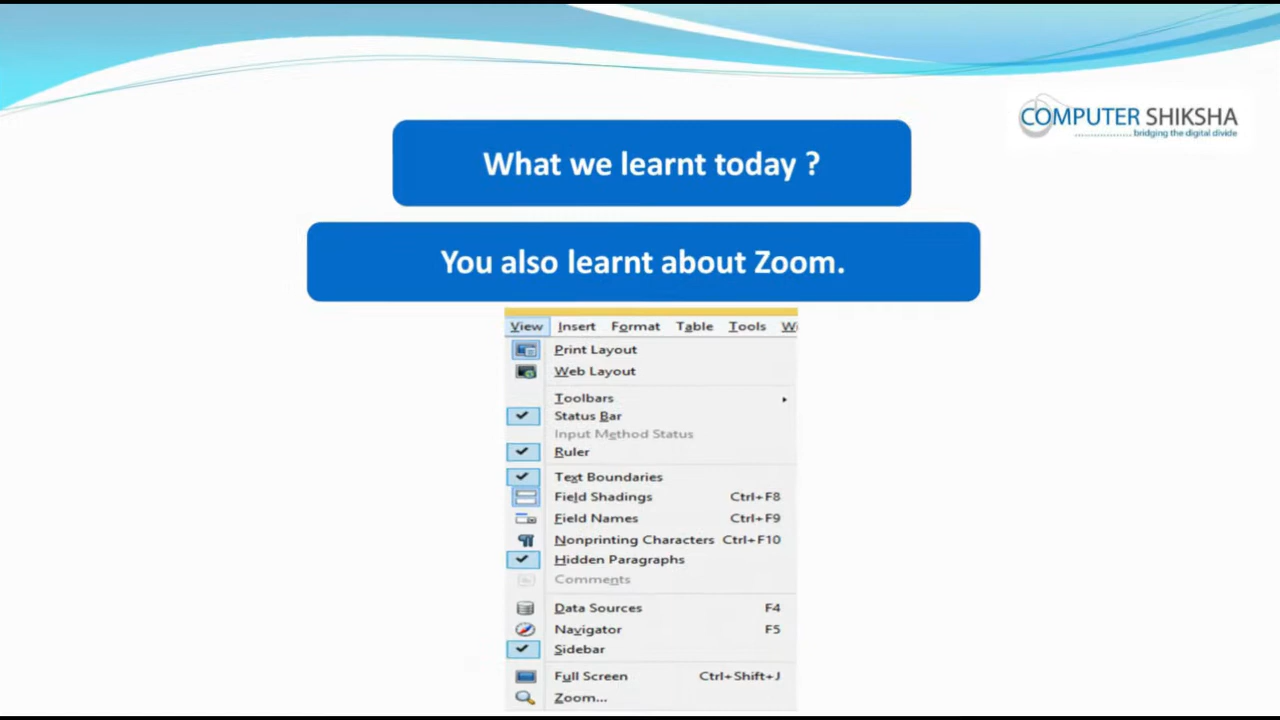 COMPUTER SHIKSHA
bridging the digital divide
What we learnt today ?
You also learnt about Zoom.
View Insert Format Table Tools Wi
Print Layout
Web Layout
Toolbars
Status Bar
Input Method Status
Ruler
Text Boundaries
Field Shadings Ctrl+F8
Field Names Ctrl+F9
Nonprinting Characters Ctrl+F10
Hidden Paragraphs
Comments
Data Sources F4
Navigator F5
Sidebar
Full Screen Ctrl+Shift+J
Zoom...